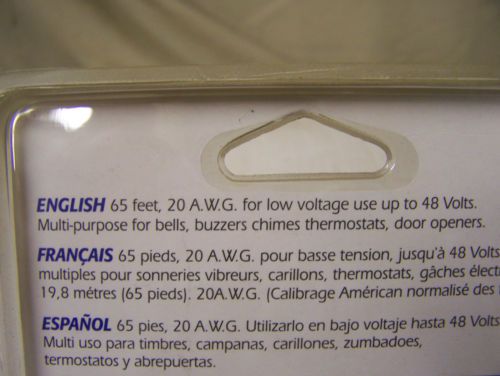 ENGLISH 65 feet, 20 A.W.G. for low voltage use up to 48 Volts.
Multi-purpose for bells, buzzers chimes thermostats, door openers.
FRANÇAIS 65 pieds, 20 A.W.G. pour basse tension, jusqu'à 48 Volts
multiples pour sonneries vibreurs, carillons, thermostats, gâches
19,8 métres (65 pieds). 20A.W.G. (Calibrage Américan normalisé des
ESPAÑOL 65 pies, 20 A.W.G. Utilizarlo en bajo voltaje hasta 48 Volts
Multi uso para timbres, campanas, carillones, zumbadoes,
termostatos y abrepuertas.